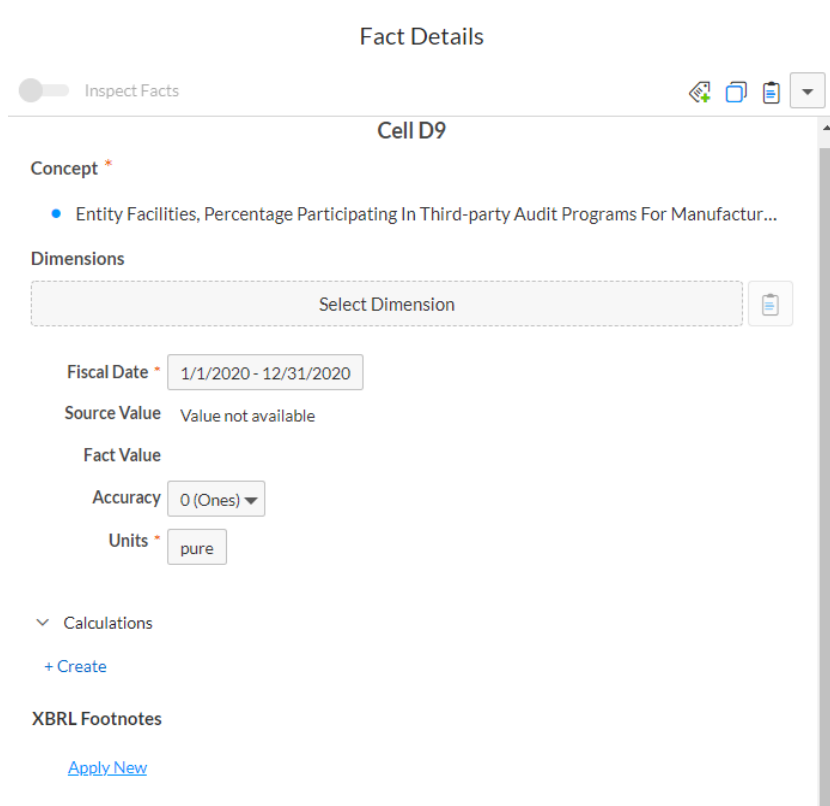 Fact Details
Inspect Facts
Cell D9
Concept *
Entity Facilities, Percentage Participating In Third-party Audit Programs For Manufactur...
Dimensions
Select Dimension
Fiscal Date * 1/1/2020 - 12/31/2020
Source Value Value not available
Fact Value
Accuracy 0 (Ones)
Units * pure
Calculations
+ Create
XBRL Footnotes
Apply New